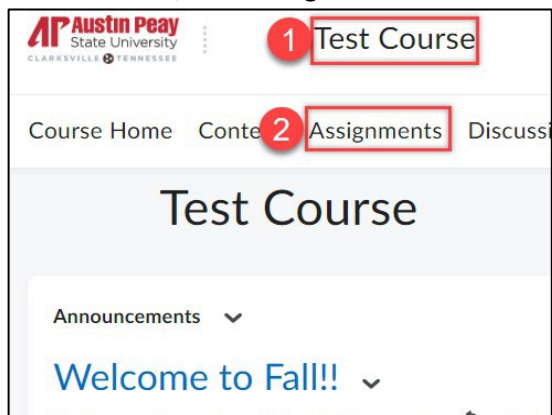 AP Austin Peay
State University
CLARKSVILLE TENNESSEE
1 Test Course
Course Home Conte 2 Assignments Discussi
Test Course
Announcements
Welcome to Fall!!